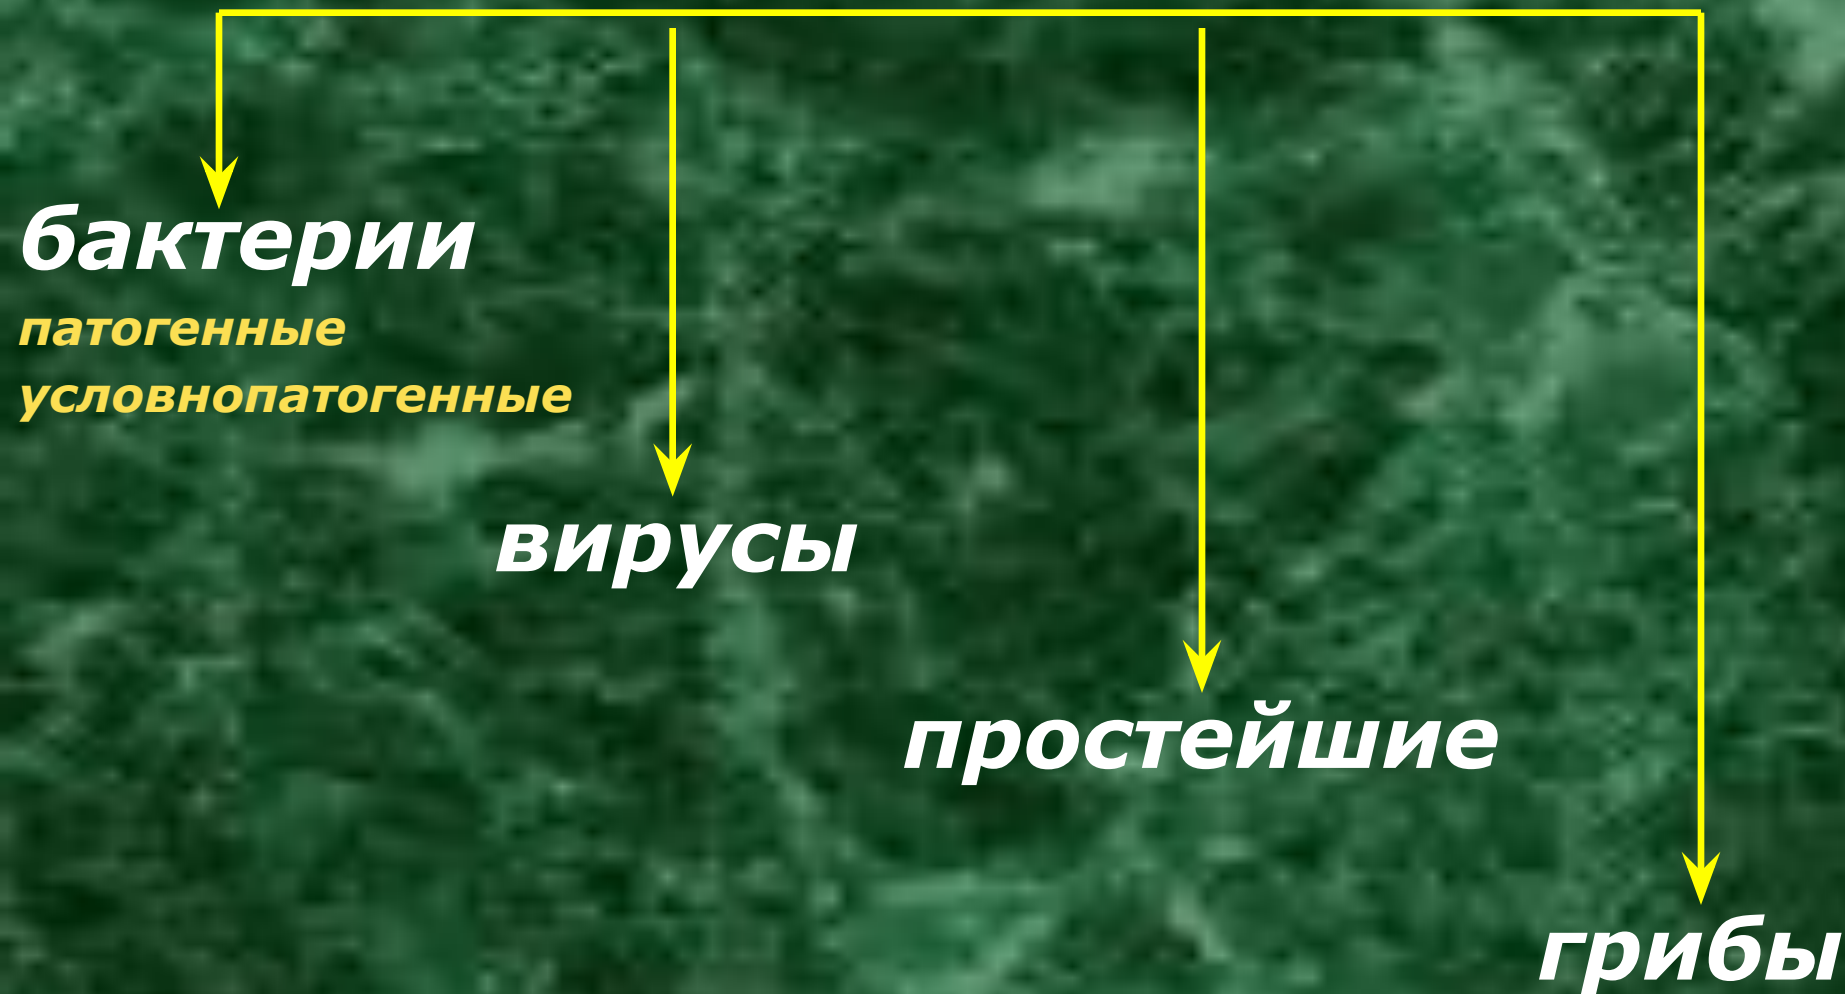 бактерии
патогенные
условнопатогенные
вирусы
простейшие
грибы